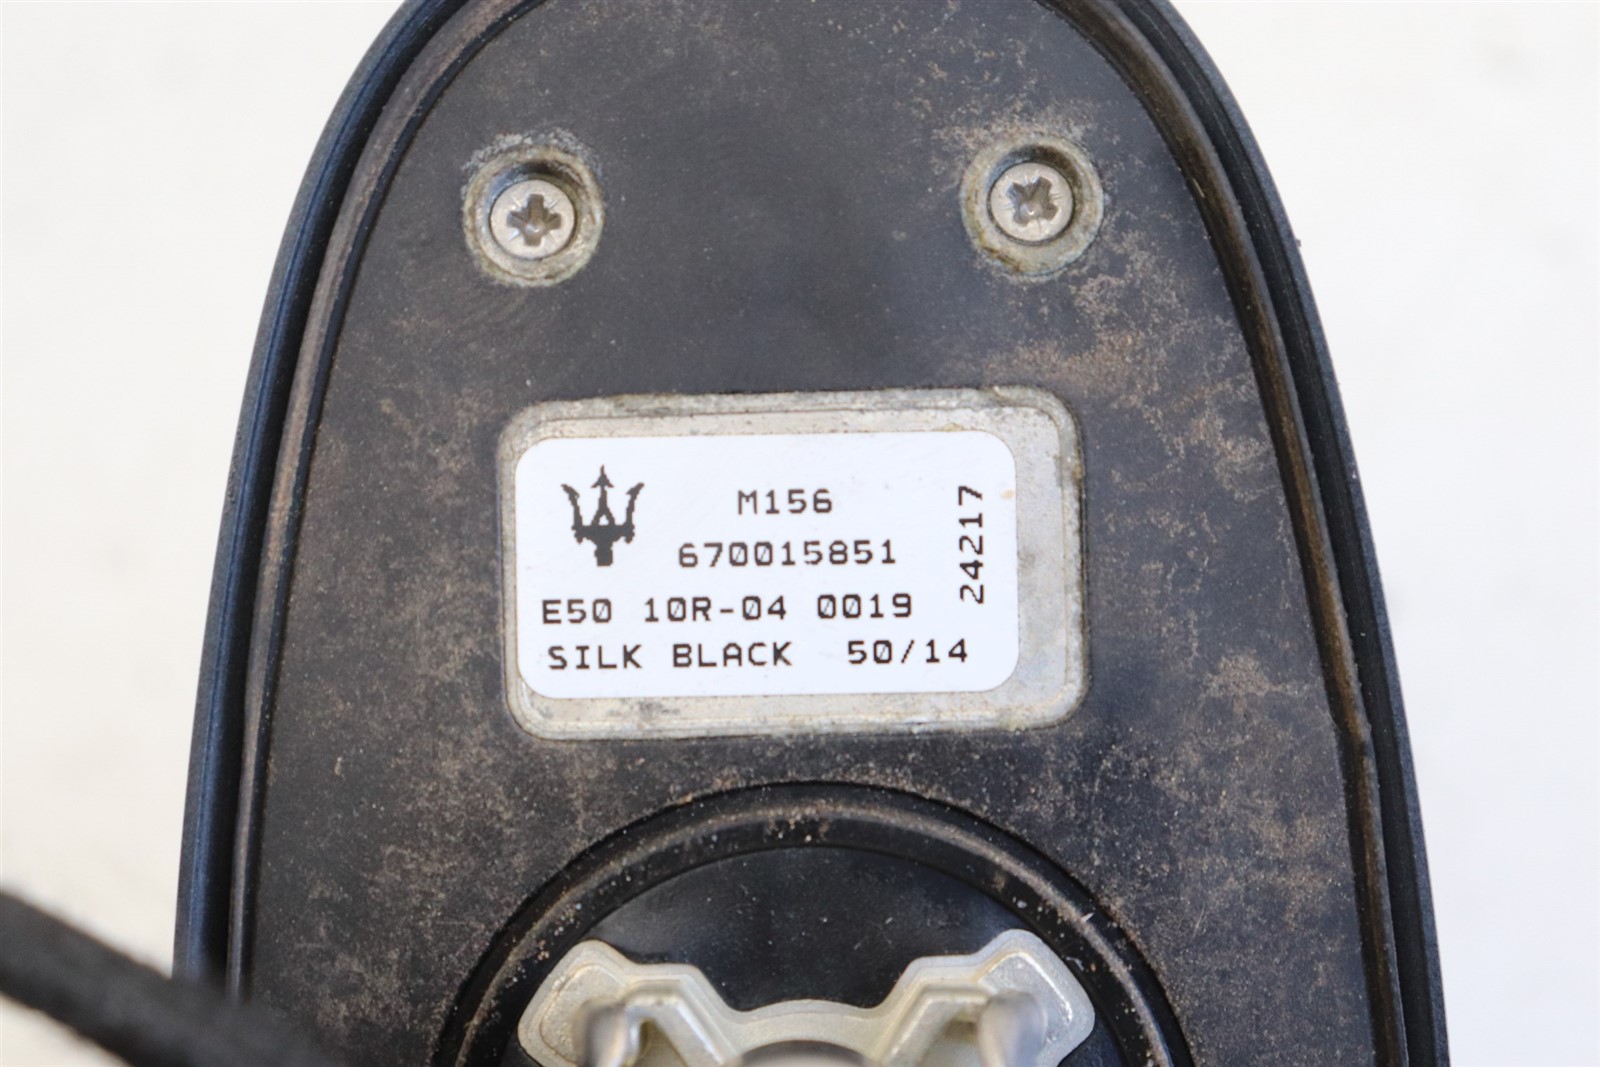 M156
670015851
E50 10R-04 0019
SILK BLACK 50/14
24217